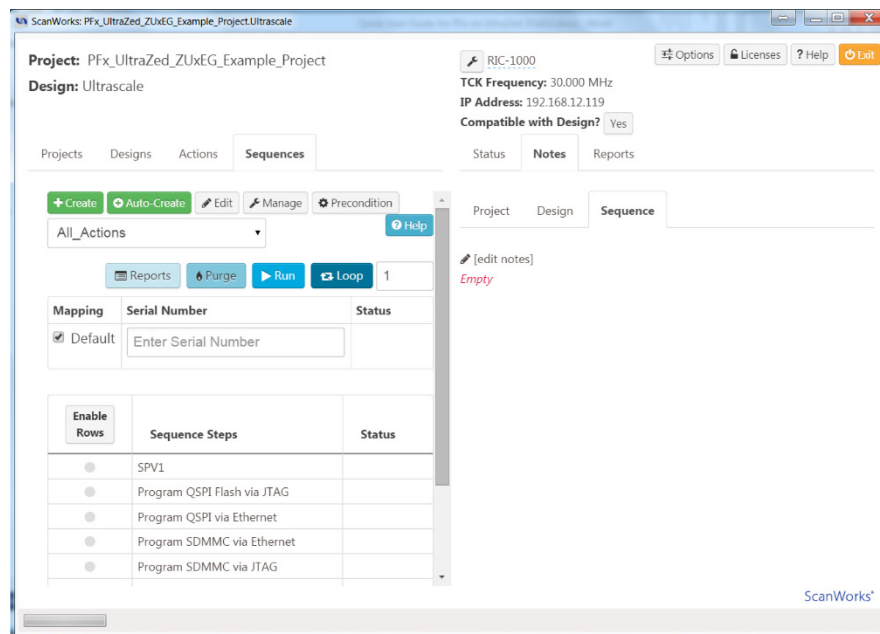 ScanWorks: PFx_UltraZed_ZUxEG_Example_Project.Ultrascale
Project: PFx_UltraZed_ZUxEG_Example_Project
Design: Ultrascale
RIC-1000
Options
Licenses
? Help
Exit
TCK Frequency: 30.000 MHz
IP Address: 192.168.12.119
Compatible with Design? Yes
Projects Designs Actions Sequences
Status Notes Reports
Create Auto-Create Edit Manage Precondition
All_Actions
Help
Reports Purge Run Loop 1
Project Design Sequence
[edit notes]
Empty
Mapping Serial Number Status
Default Enter Serial Number
Enable Rows Sequence Steps Status
SPV1
Program QSPI Flash via JTAG
Program QSPI via Ethernet
Program SDMMC via Ethernet
Program SDMMC via JTAG
ScanWorks